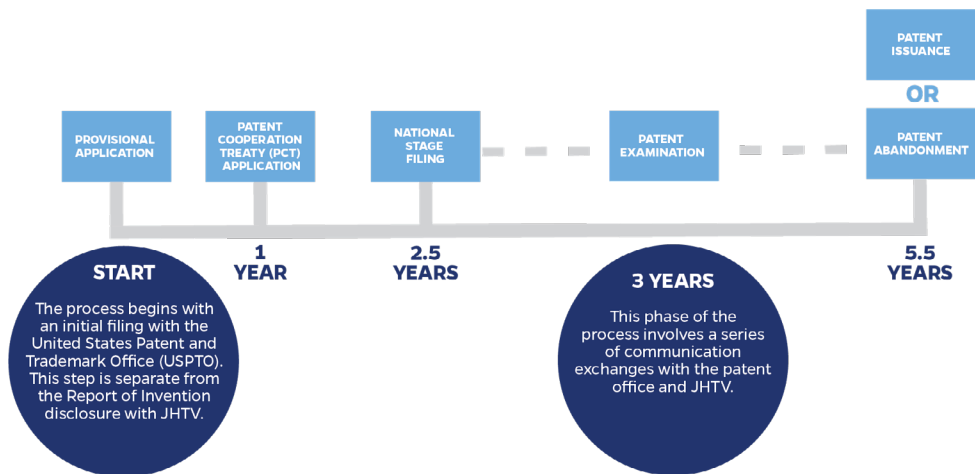 PATENT
ISSUANCE
OR
PROVISIONAL
APPLICATION
PATENT
COOPERATION
TREATY (PCT)
APPLICATION
NATIONAL
STAGE
FILING
PATENT
EXAMINATION
PATENT
ABANDONMENT
1
YEAR
2.5
YEARS
5.5
YEARS
START
The process begins with
an initial filing with the
United States Patent and
Trademark Office (USPTO).
This step is separate from
the Report of Invention
disclosure with JHTV.
3 YEARS
This phase of the
process involves a series
of communication
exchanges with the patent
office and JHTV.